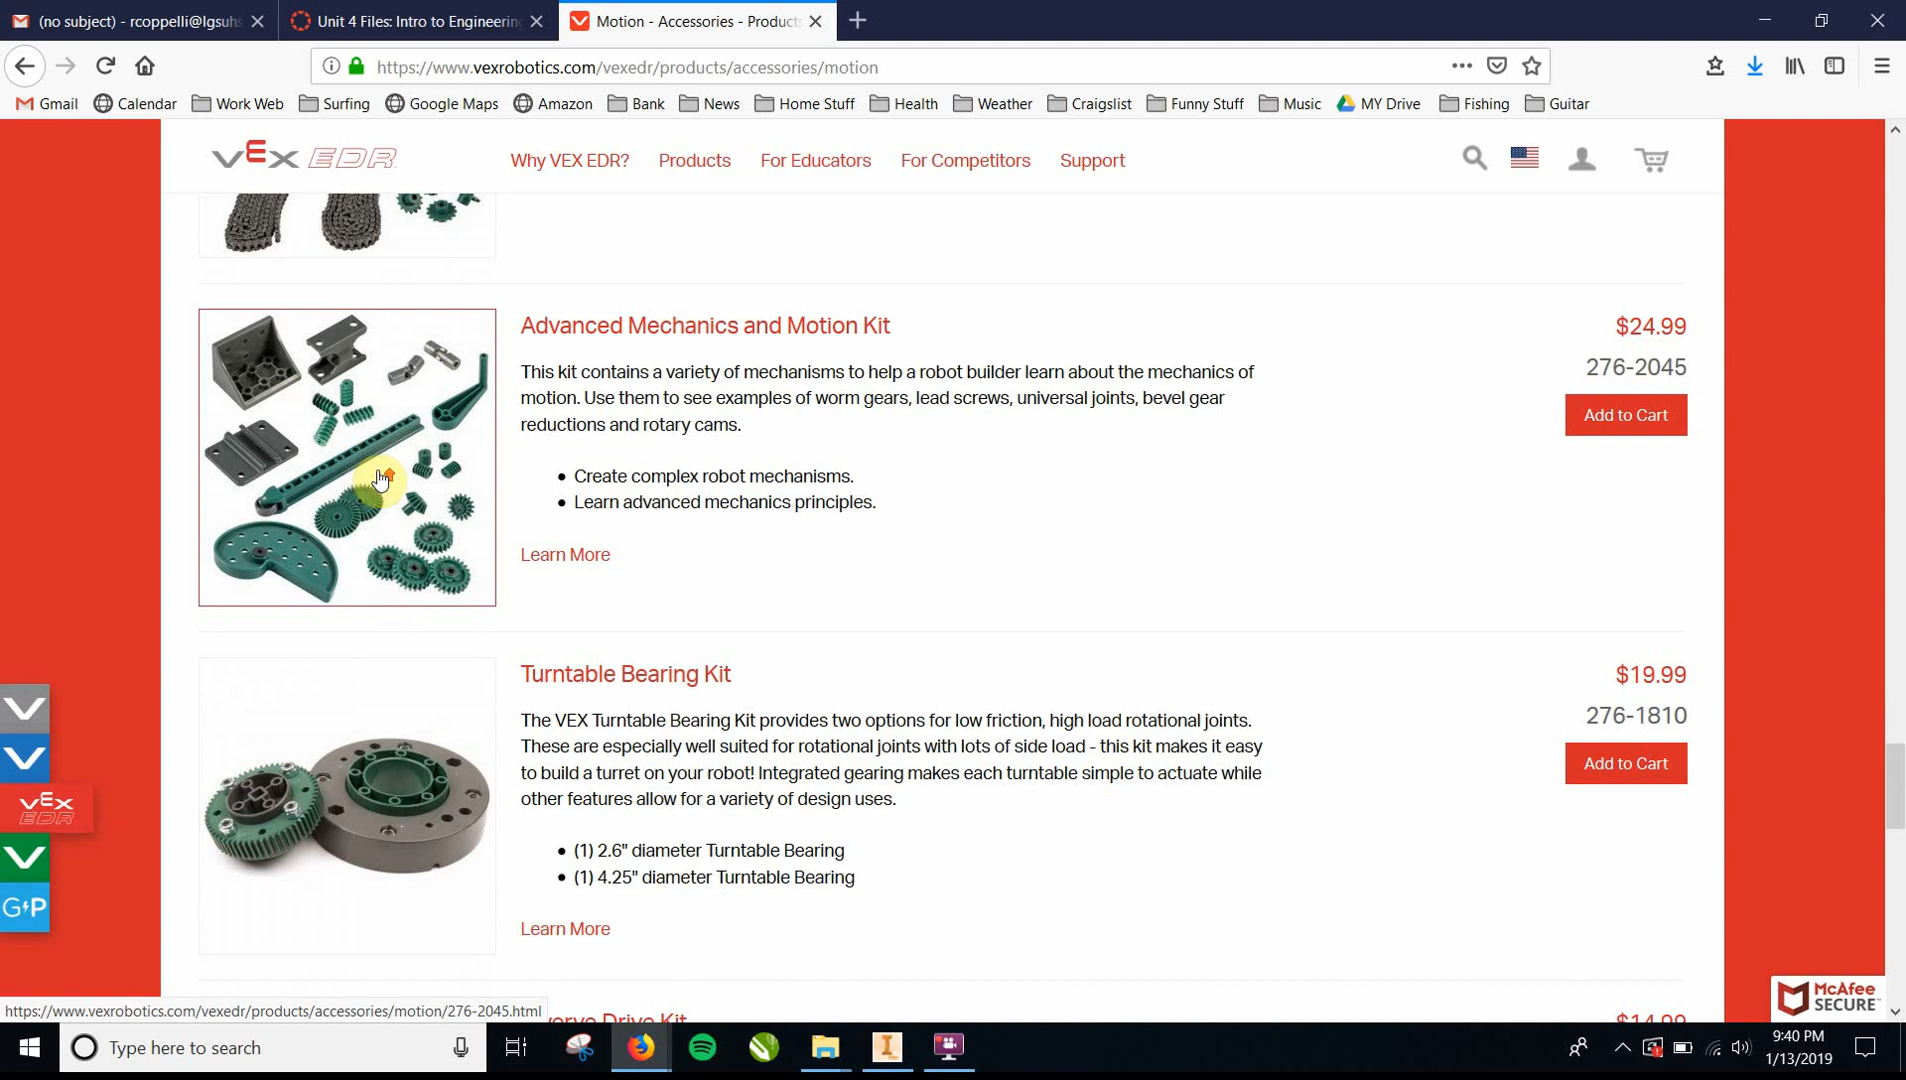 (no subject) - rcoppelli@lgsuhs
Unit 4 Files: Intro to Engineering
Motion - Accessories - Products
https://www.vexrobotics.com/vexedr/products/accessories/motion
Gmail Calendar Work Web Surfing Google Maps Amazon Bank News Home Stuff Health Weather Craigslist Funny Stuff Music MY Drive Fishing Guitar
VEX EDR Why VEX EDR? Products For Educators For Competitors Support
Advanced Mechanics and Motion Kit
$24.99
This kit contains a variety of mechanisms to help a robot builder learn about the mechanics of
276-2045
motion. Use them to see examples of worm gears, lead screws, universal joints, bevel gear
Add to Cart
reductions and rotary cams.
• Create complex robot mechanisms.
• Learn advanced mechanics principles.
Learn More
Turntable Bearing Kit
$19.99
The VEX Turntable Bearing Kit provides two options for low friction, high load rotational joints.
276-1810
These are especially well suited for rotational joints with lots of side load - this kit makes it easy
Add to Cart
to build a turret on your robot! Integrated gearing makes each turntable simple to actuate while
other features allow for a variety of design uses.
VEX EDR
• (1) 2.6" diameter Turntable Bearing
• (1) 4.25" diameter Turntable Bearing
G P
Learn More
McAfee
SECURE
https://www.vexrobotics.com/vexedr/products/accessories/motion/276-2045.html
Drive Kit
$14.99
Type here to search
9:40 PM
1/13/2019